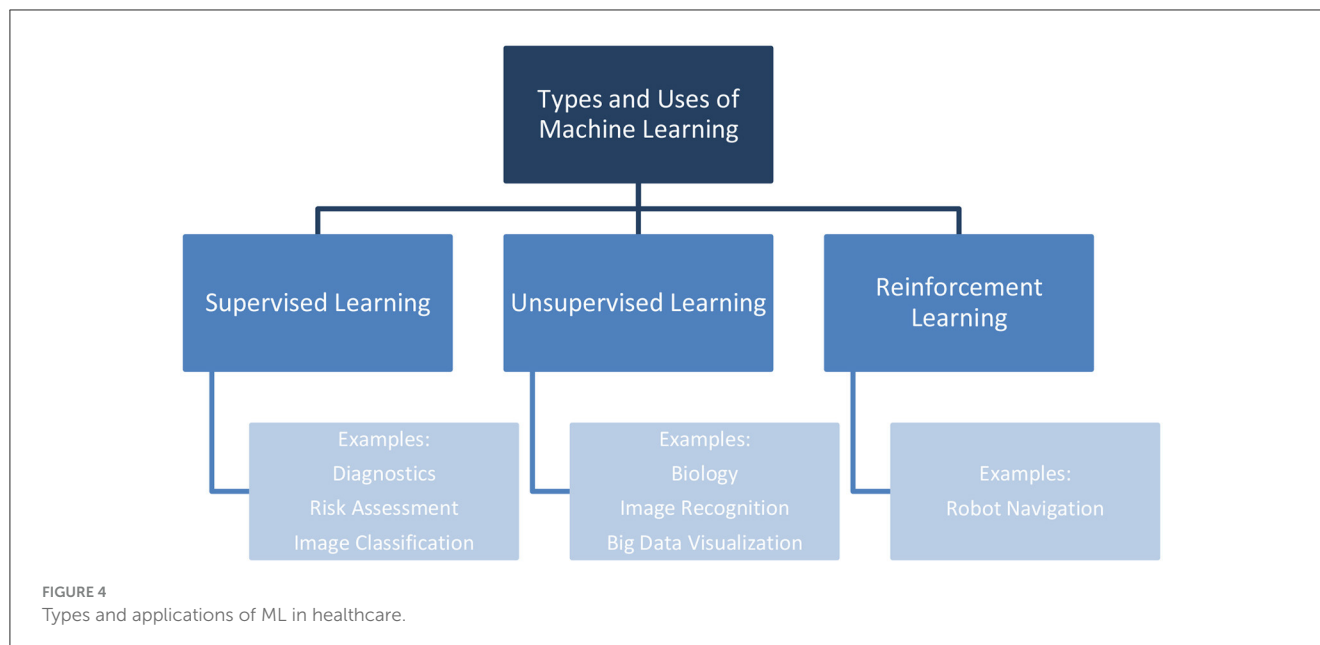 Types and Uses of
Machine Learning
Supervised Learning
Unsupervised Learning
Reinforcement
Learning
Examples:
Diagnostics
Risk Assessment
Image Classification
Examples:
Biology
Image Recognition
Big Data Visualization
Examples:
Robot Navigation
FIGURE 4
Types and applications of ML in healthcare.